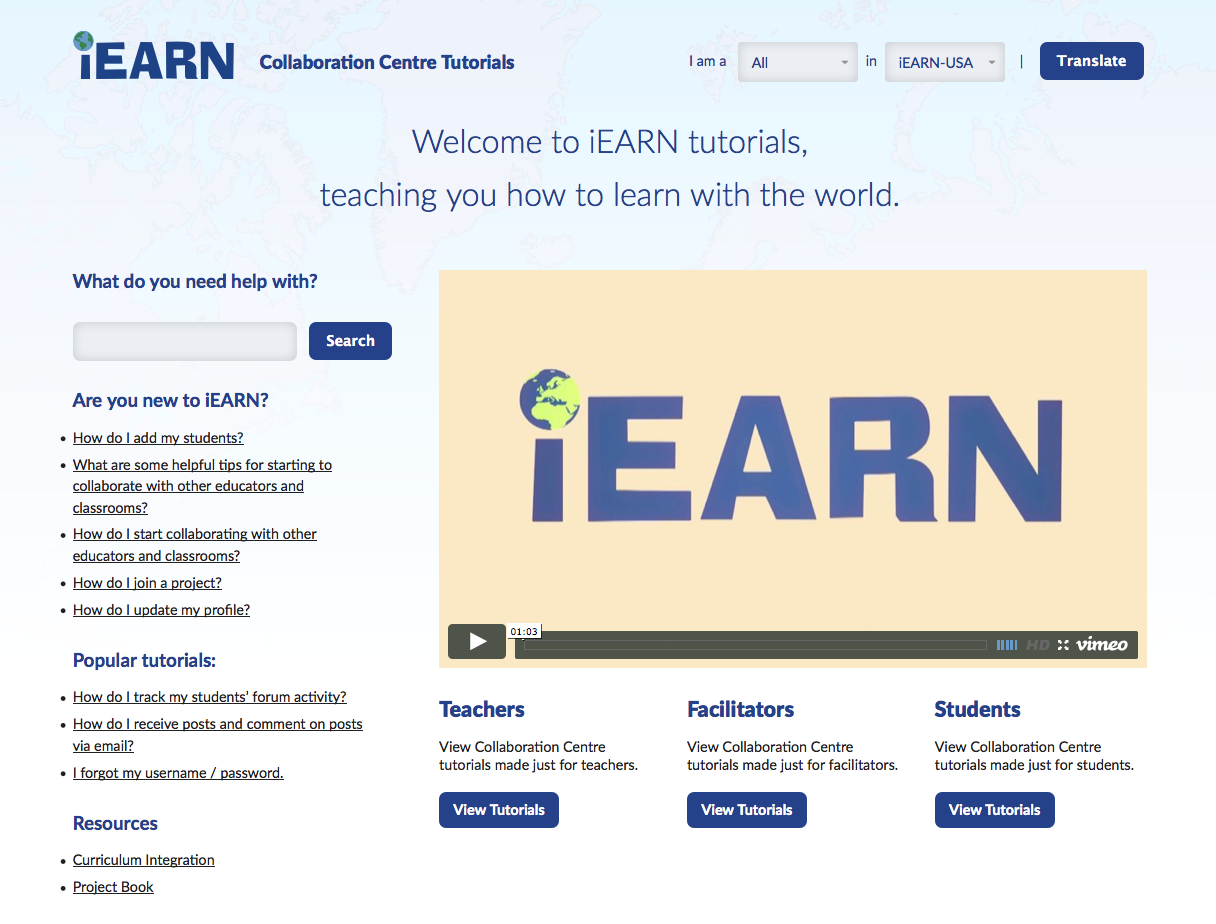 iEARN Collaboration Centre Tutorials
I am a All in iEARN-USA | Translate
Welcome to iEARN tutorials,
teaching you how to learn with the world.
What do you need help with?
Search
Are you new to iEARN?
• How do I add my students?
• What are some helpful tips for starting to
collaborate with other educators and
classrooms?
• How do I start collaborating with other
educators and classrooms?
• How do I join a project?
• How do I update my profile?
Popular tutorials:
• How do I track my students’ forum activity?
• How do I receive posts and comment on posts
via email?
• I forgot my username / password.
Resources
• Curriculum Integration
• Project Book
iEARN
01:03
HD vimeo
Teachers
View Collaboration Centre
tutorials made just for teachers.
View Tutorials
Facilitators
View Collaboration Centre
tutorials made just for facilitators.
View Tutorials
Students
View Collaboration Centre
tutorials made just for students.
View Tutorials